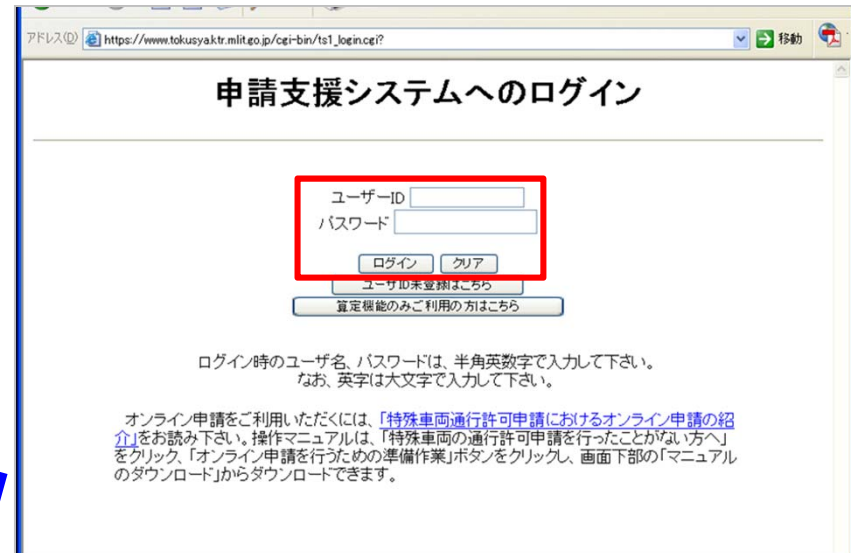 アドレス(D) https://www.tokusya.ktr.mlit.go.jp/cgi-bin/ts1_login.cgi? 移動
申請支援システムへのログイン
ユーザーID
パスワード
ログイン クリア
ユーザID未登録はこちら
算定機能のみご利用の方はこちら
ログイン時のユーザ名、パスワードは、半角英数字で入力して下さい。
なお、英字は大文字で入力して下さい。
オンライン申請をご利用いただくには、「特殊車両通行許可申請におけるオンライン申請の紹
介」をお読み下さい。操作マニュアルは、「特殊車両の通行許可申請を行ったことがない方へ」
をクリック、「オンライン申請を行うための準備作業」ボタンをクリックし、画面下部の「マニュアル
のダウンロード」からダウンロードできます。